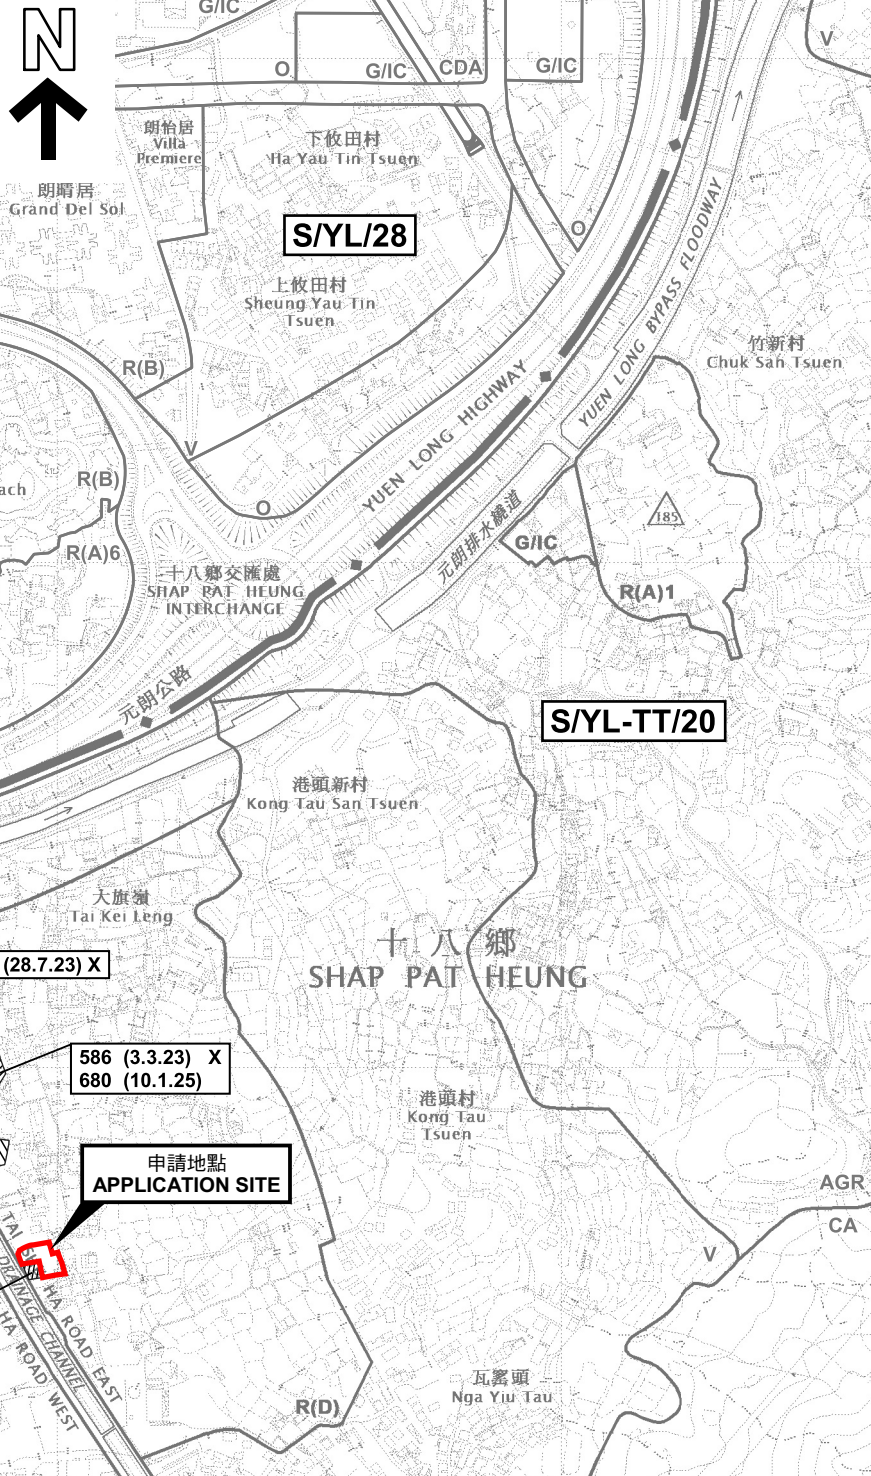 G/IC
N
V
O
G/IC
CDA
G/IC
朗怡居
Villa
Premiere
下攸田村
Ha Yau Tin Tsuen
朗晴居
Grand Del Sol
S/YL/28
O
上攸田村
Sheung Yau Tin
Tsuen
YUEN LONG BYPASS FLOODWAY
竹新村
Chuk San Tsuen
R(B)
YUEN LONG HIGHWAY
V
R(B)
ach
O
185
元朗排水繞道
G/IC
R(A)6
十八鄉交匯處
SHAP PAT HEUNG
INTERCHANGE
R(A)1
元朗公路
S/YL-TT/20
港頭新村
Kong Tau San Tsuen
大旗嶺
Tai Kei Leng
十八鄉
SHAP PAT HEUNG
(28.7.23) X
586 (3.3.23) X
680 (10.1.25)
港頭村
Kong Tau
Tsuen
申請地點
APPLICATION SITE
AGR
CA
V
TAI SHU HA ROAD EAST
DRAINAGE CHANNEL
HA ROAD WEST
瓦窰頭
Nga Yiu Tau
R(D)